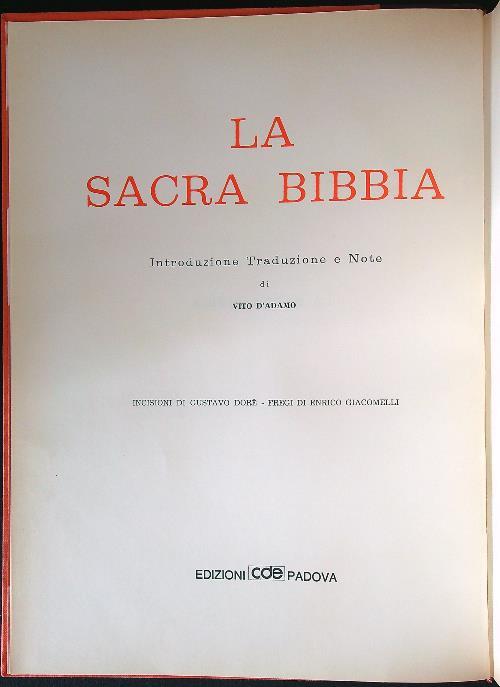 LA
SACRA BIBBIA
Introduzione Traduzione e Note
di
VITO D'ADAMO
INCISIONI DI GUSTAVO DORÈ - FREGI DI ENRICO GIACOMELLI
EDIZIONI cde PADOVA